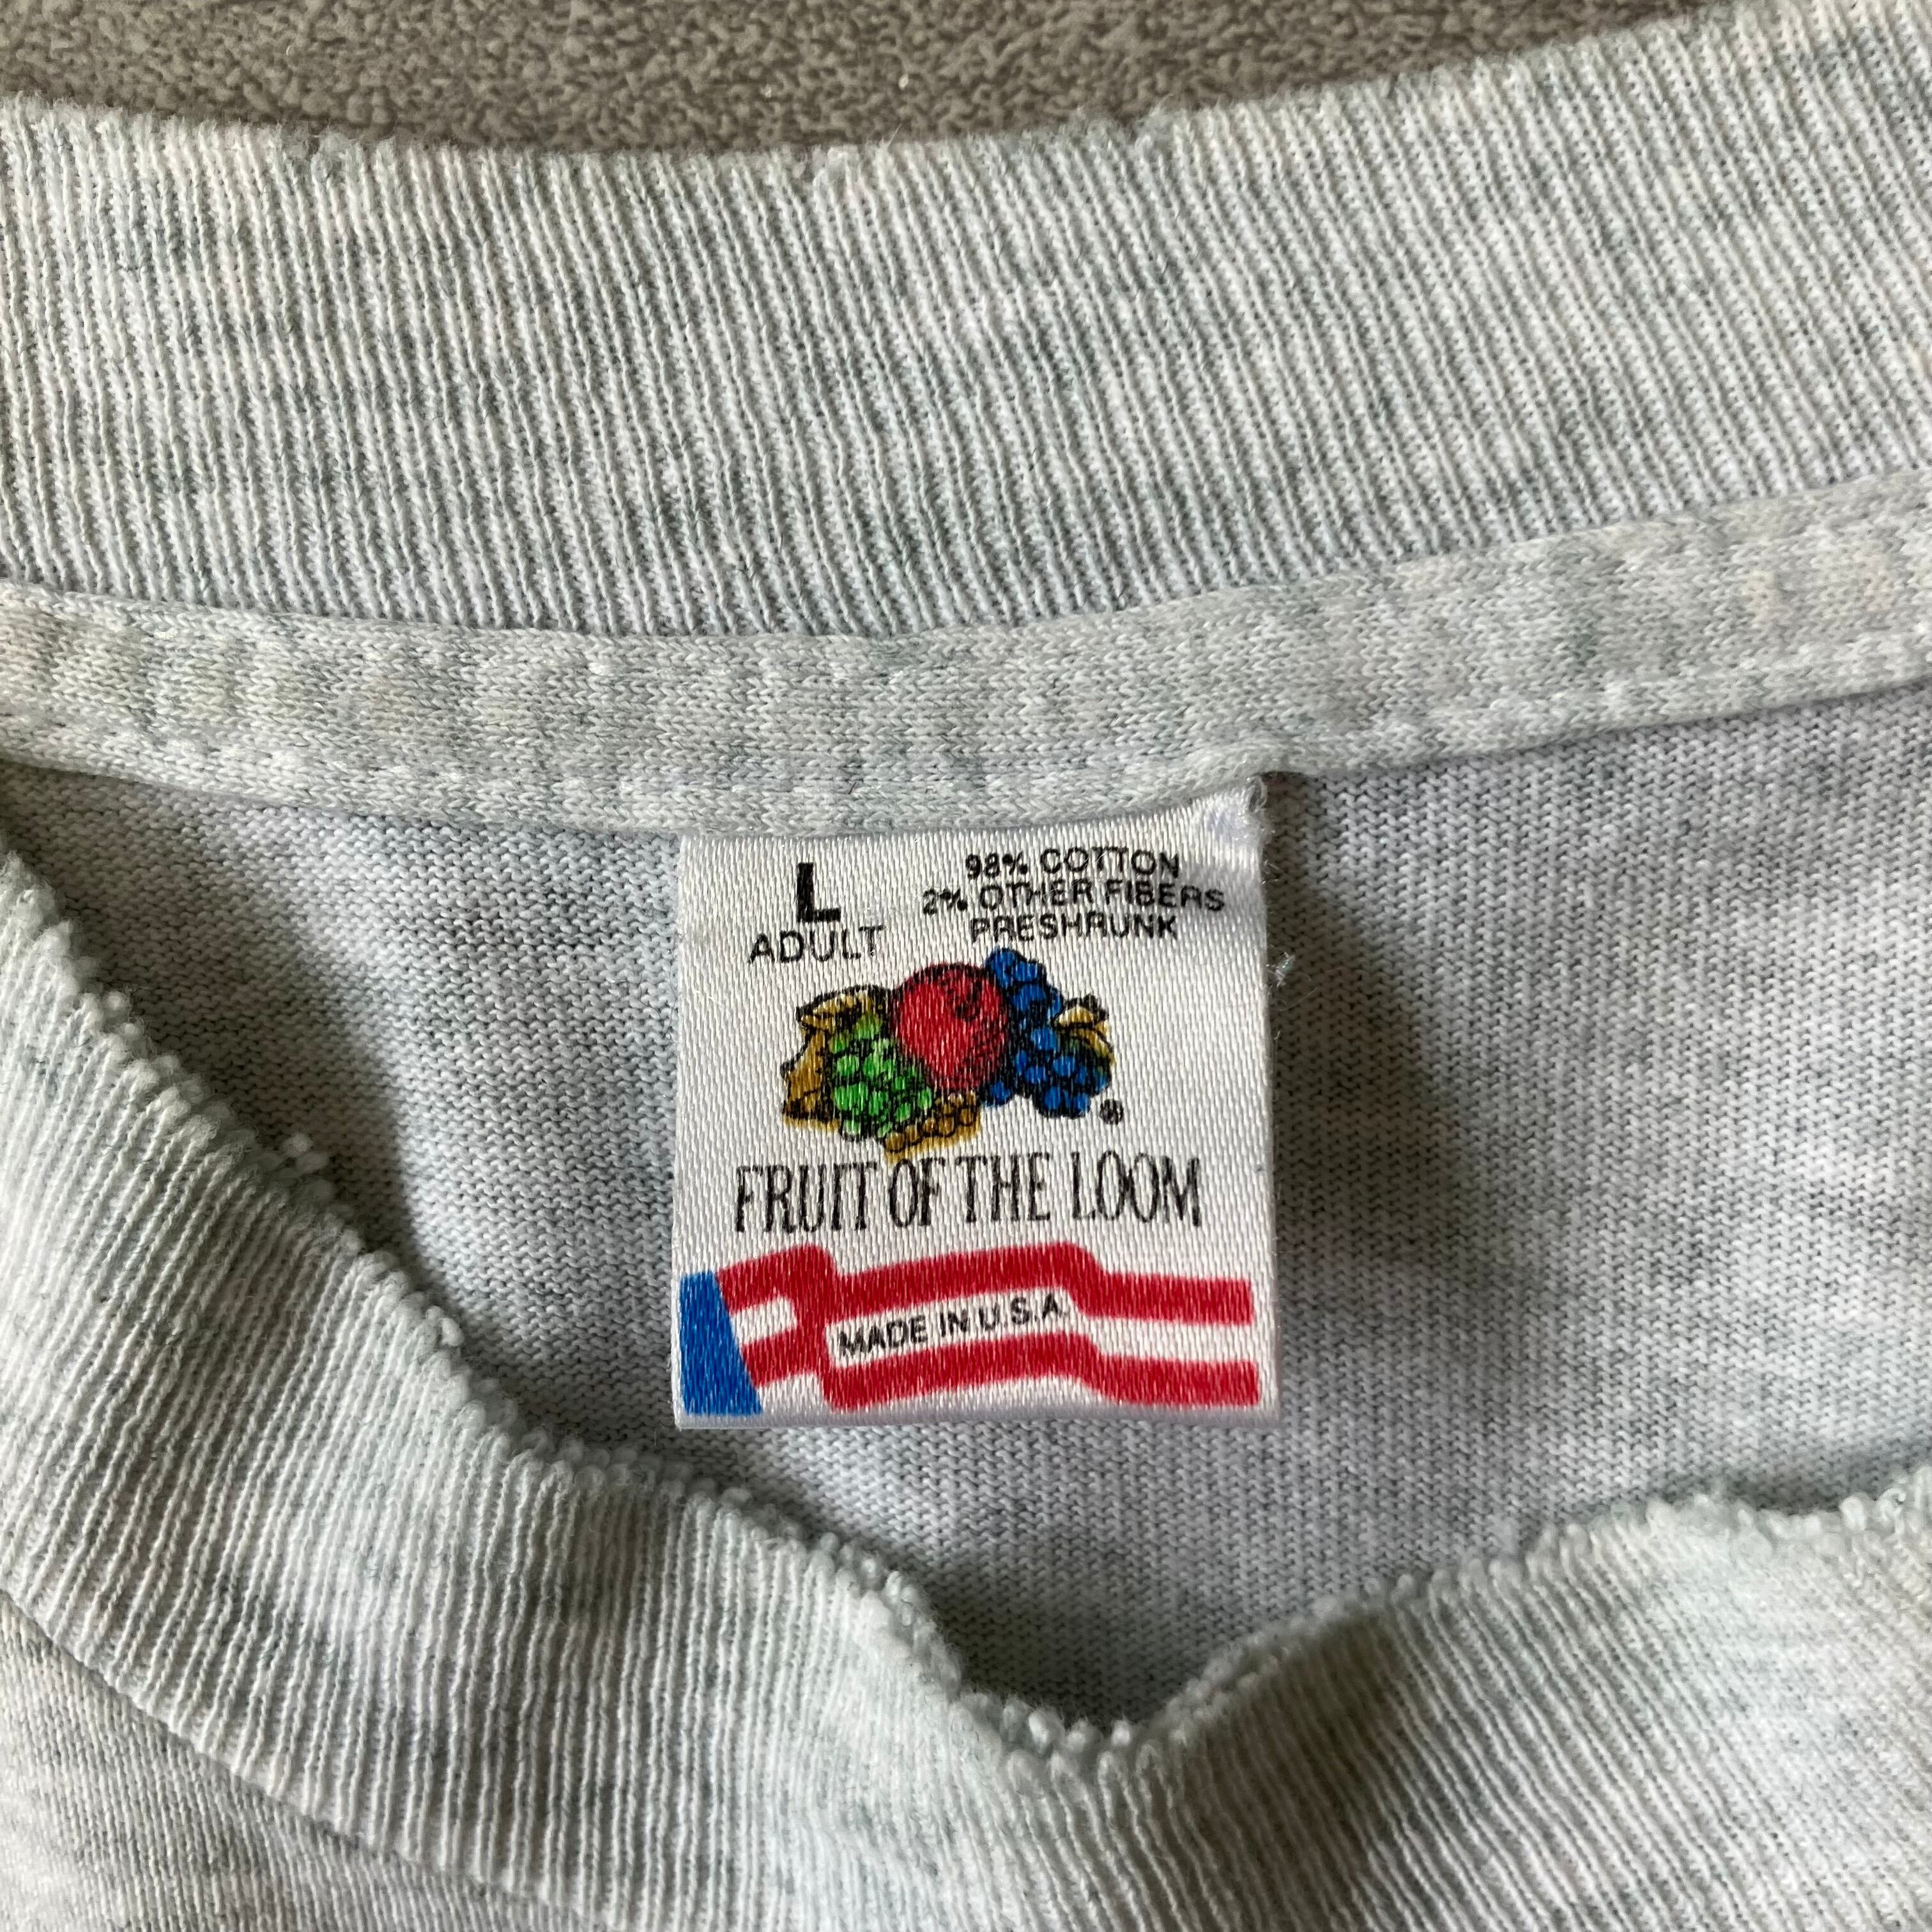 L
ADULT
98% COTTON
2% OTHER FIBERS
PRESHRUNK
®
FRUIT OF THE LOOM
MADE IN U.S.A.